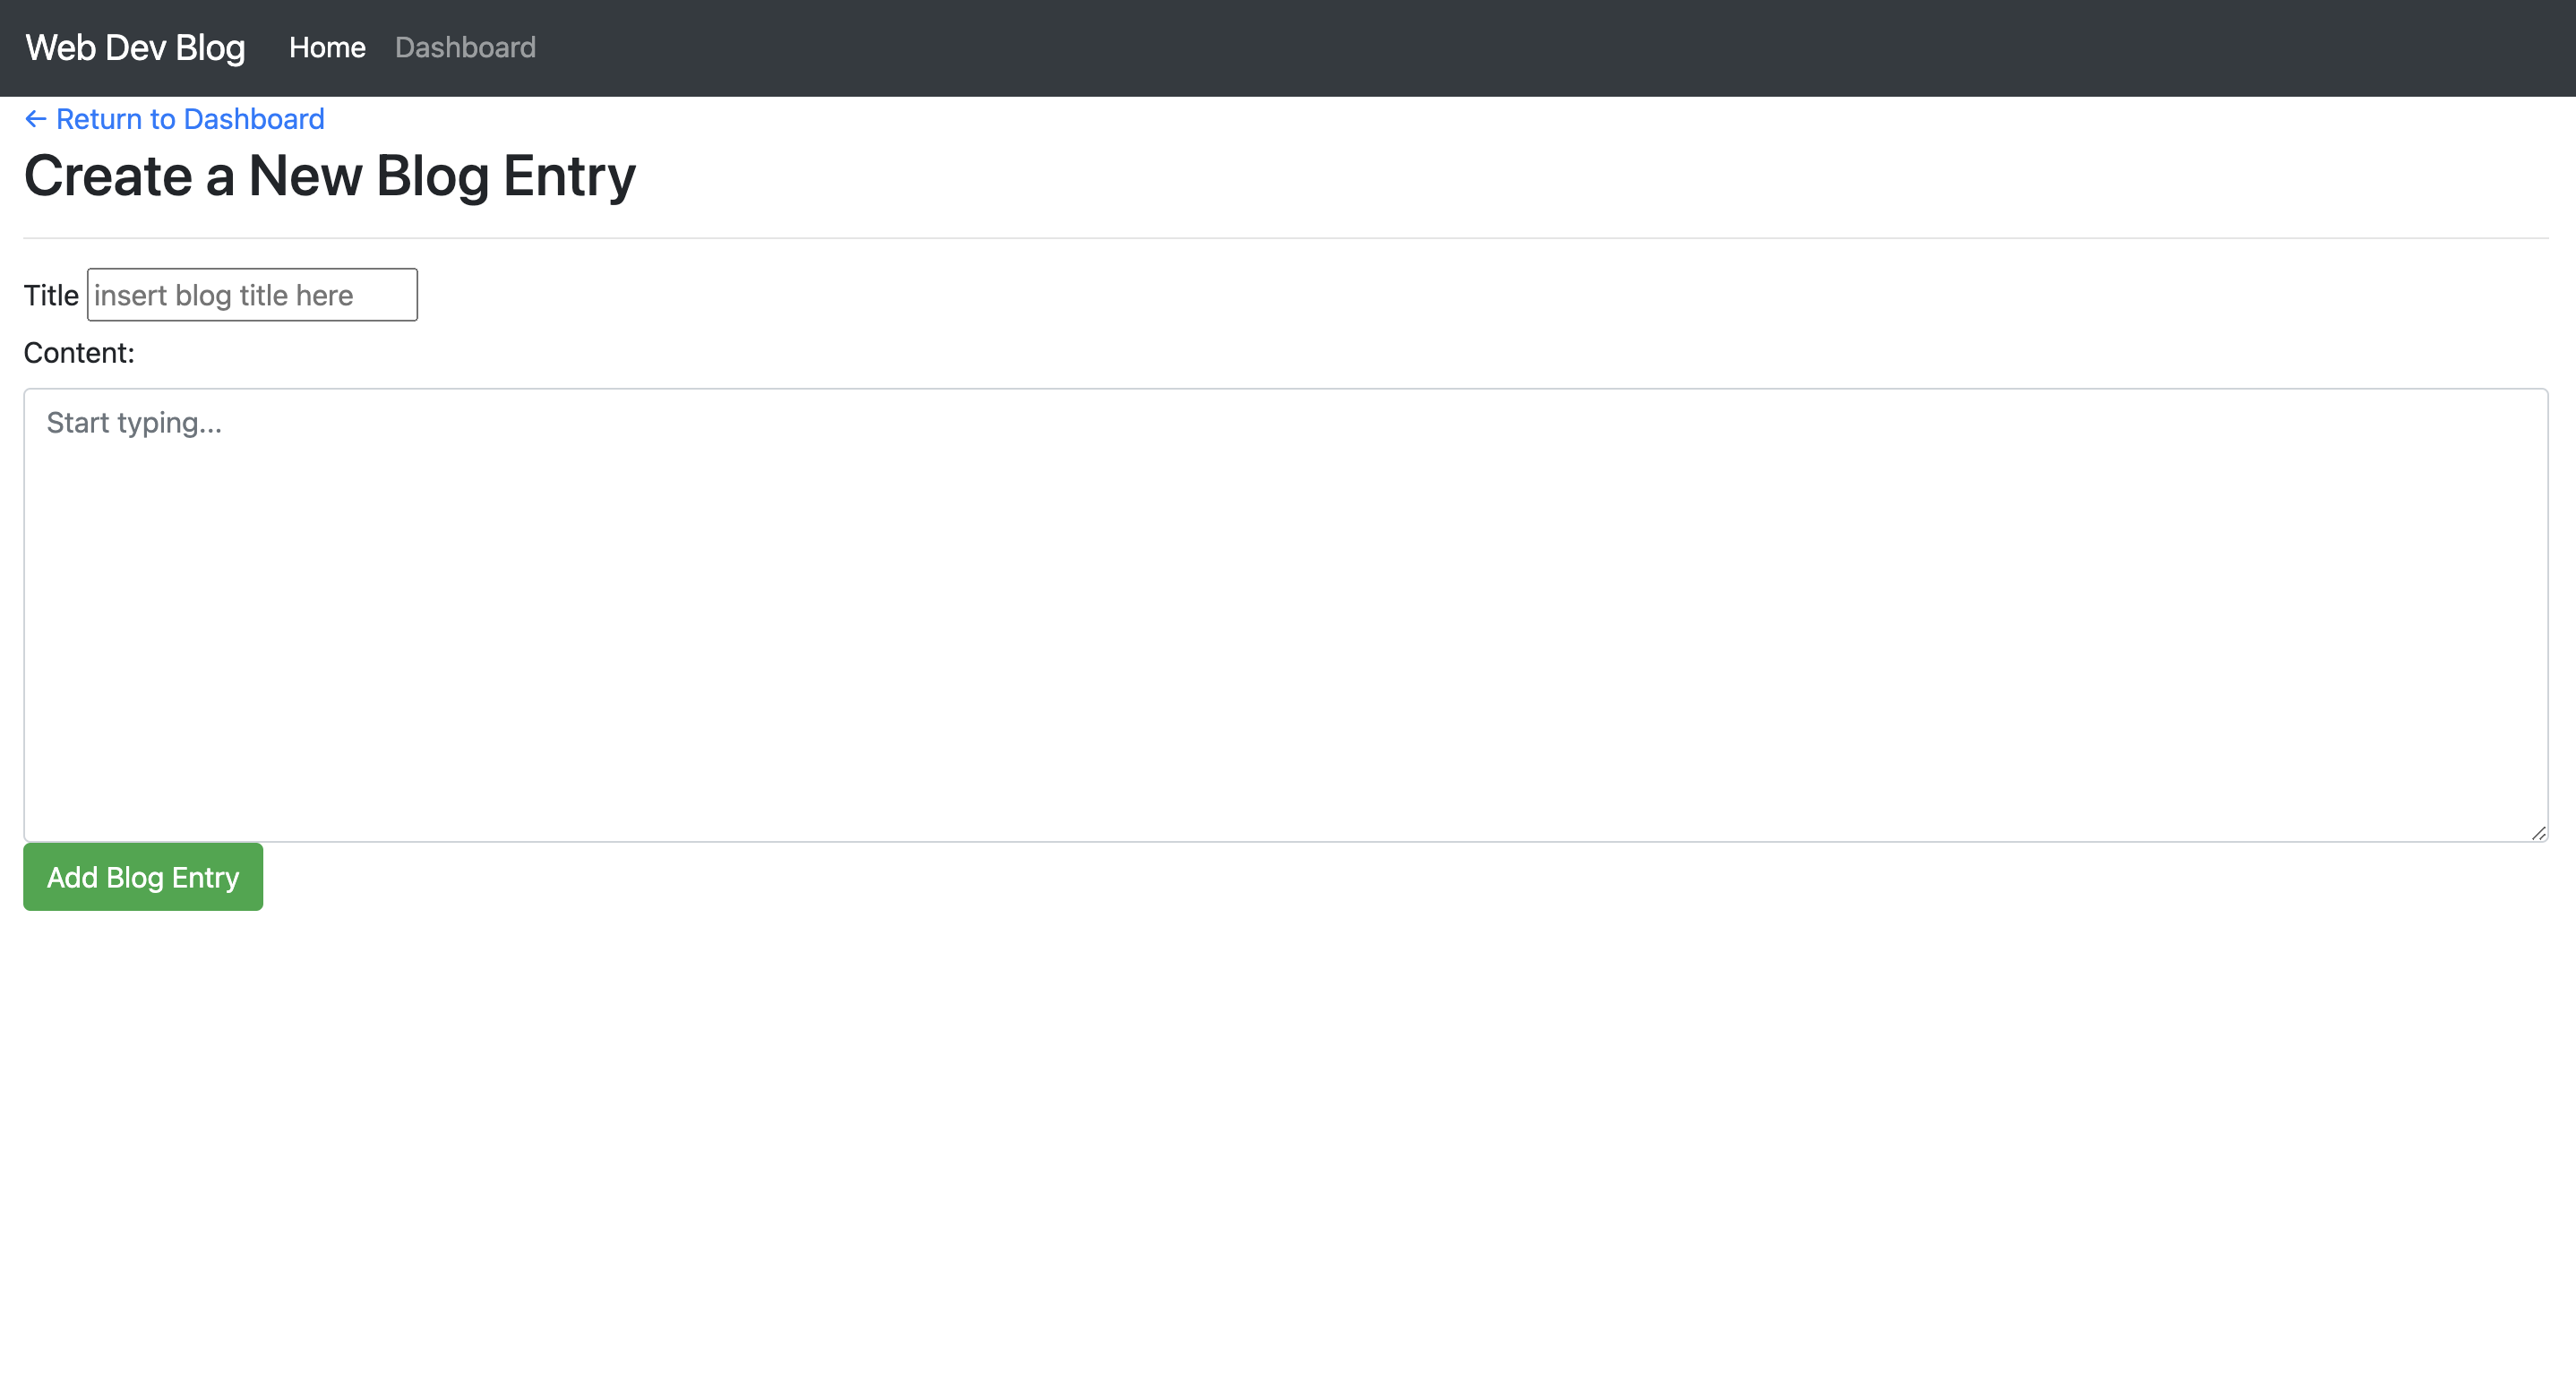 Web Dev Blog Home Dashboard
← Return to Dashboard
Create a New Blog Entry
Title insert blog title here
Content:
Start typing...
Add Blog Entry